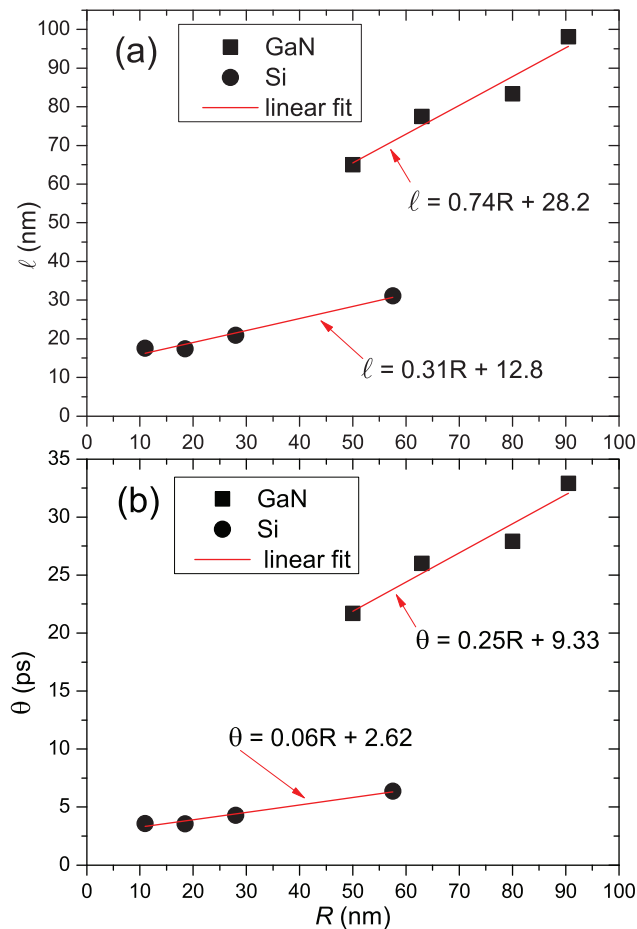 (a)
GaN
Si
linear fit
ℓ = 0.74R + 28.2
ℓ = 0.31R + 12.8
ℓ (nm)
100
90
80
70
60
50
40
30
20
10
0
0 10 20 30 40 50 60 70 80 90 100
(b)
GaN
Si
linear fit
θ = 0.25R + 9.33
θ = 0.06R + 2.62
θ (ps)
35
30
25
20
15
10
5
0
0 10 20 30 40 50 60 70 80 90 100
R (nm)